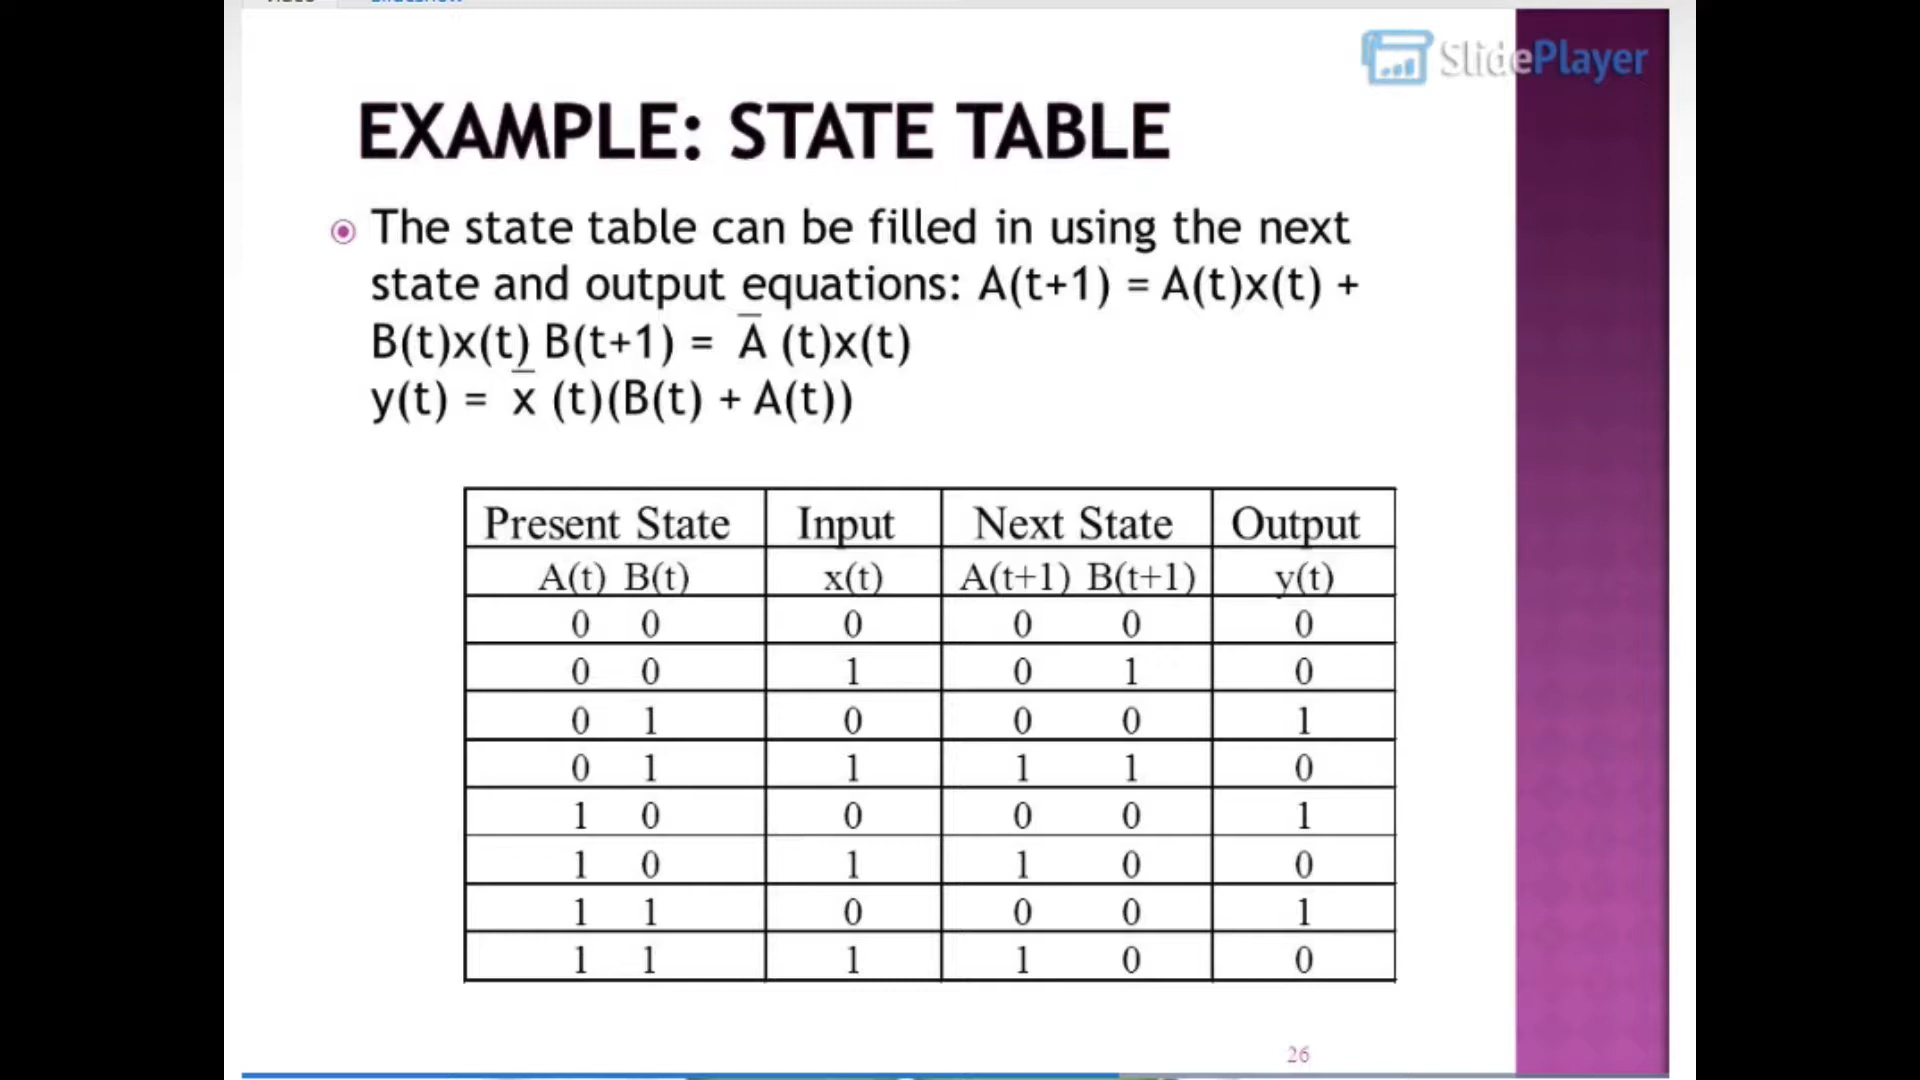 SlidePlayer
EXAMPLE: STATE TABLE
The state table can be filled in using the next
state and output equations: A(t+1) = A(t)x(t) +
B(t)x(t) B(t+1) = A̅ (t)x(t)
y(t) = x̅ (t)(B(t) + A(t))
Present State Input Next State Output
A(t) B(t) x(t) A(t+1) B(t+1) y(t)
0 0 0 0 0 0
0 0 1 0 1 0
0 1 0 0 0 1
0 1 1 1 1 0
1 0 0 0 0 1
1 0 1 1 0 0
1 1 0 0 0 1
1 1 1 1 0 0
26